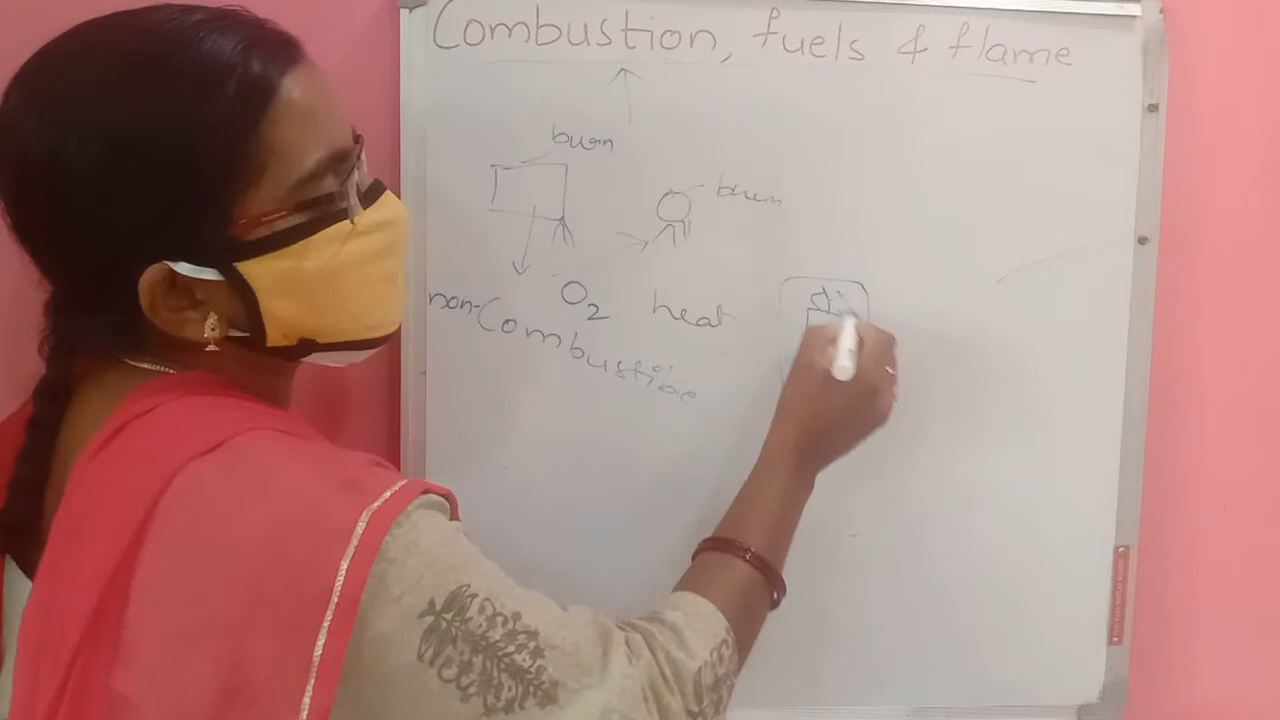 Combustion, fuels & flame
burn
burn
O2 heat
non-Combustible